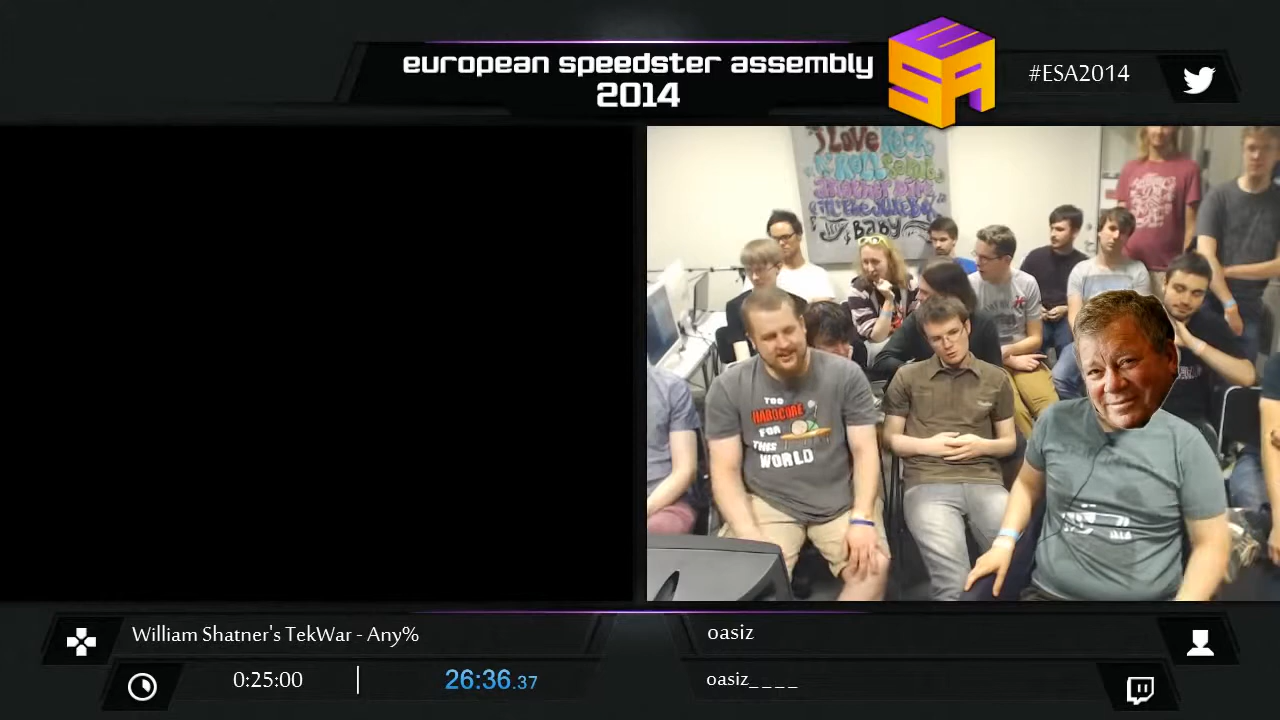 european speedster assembly
2014
SA
#ESA2014
I LOVE ROCK
ROLL
BABY
TOO
HARDCORE
FOR
THIS
WORLD
William Shatner's TekWar - Any%
oasiz
0:25:00
26:36.37
oasiz____